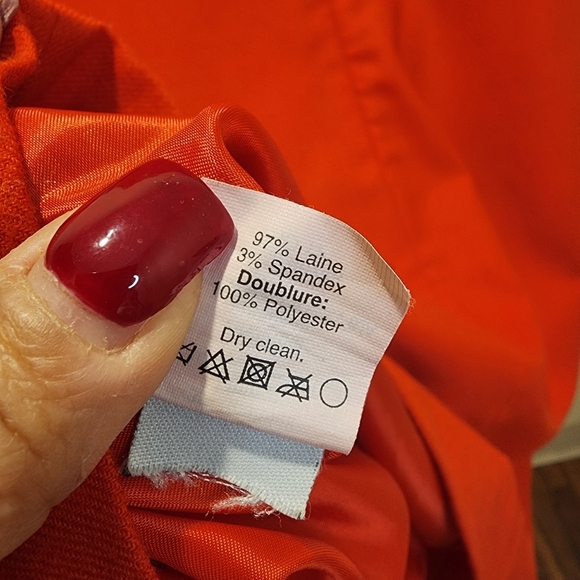 97% Laine
3% Spandex
Doublure:
100% Polyester
Dry clean.